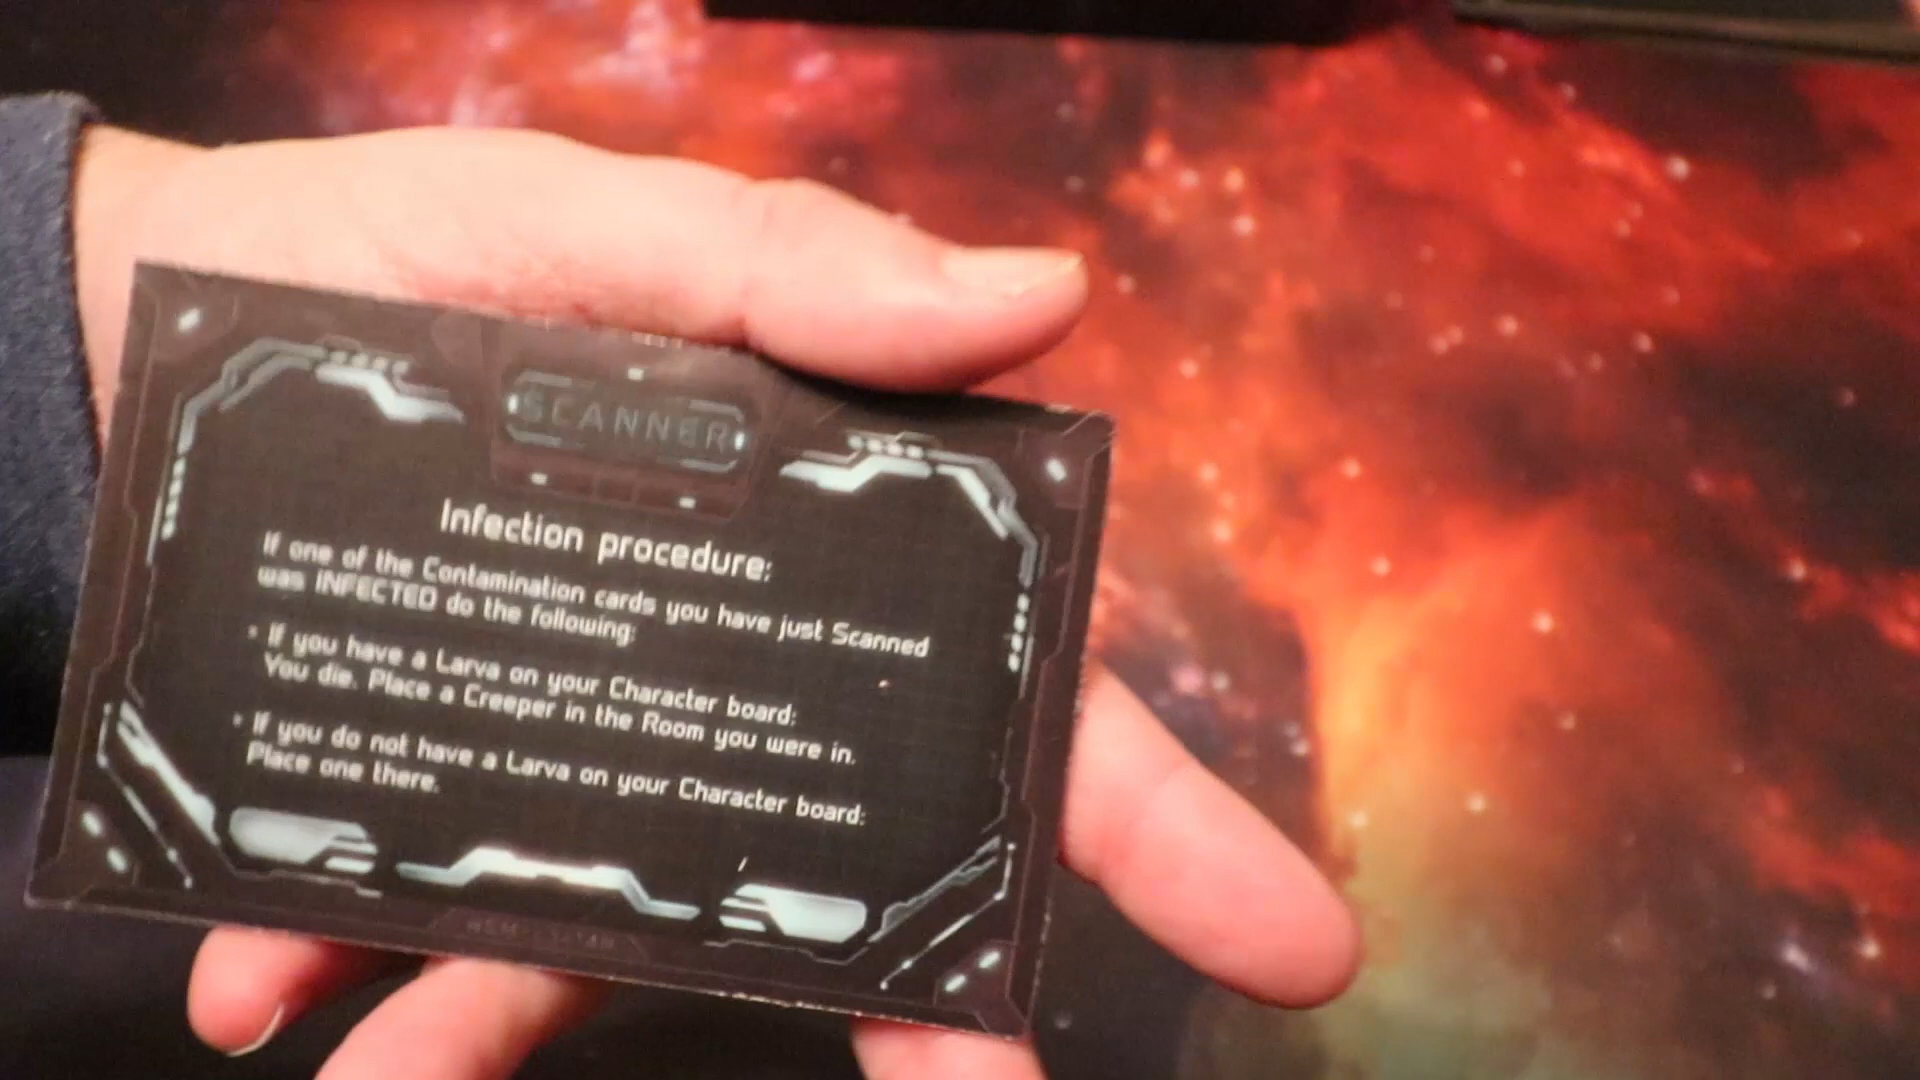 SCANNER
Infection procedure:
If one of the Contamination cards you have just Scanned
was INFECTED do the following:
• If you have a Larva on your Character board:
You die. Place a Creeper in the Room you were in.
• If you do not have a Larva on your Character board:
Place one there.